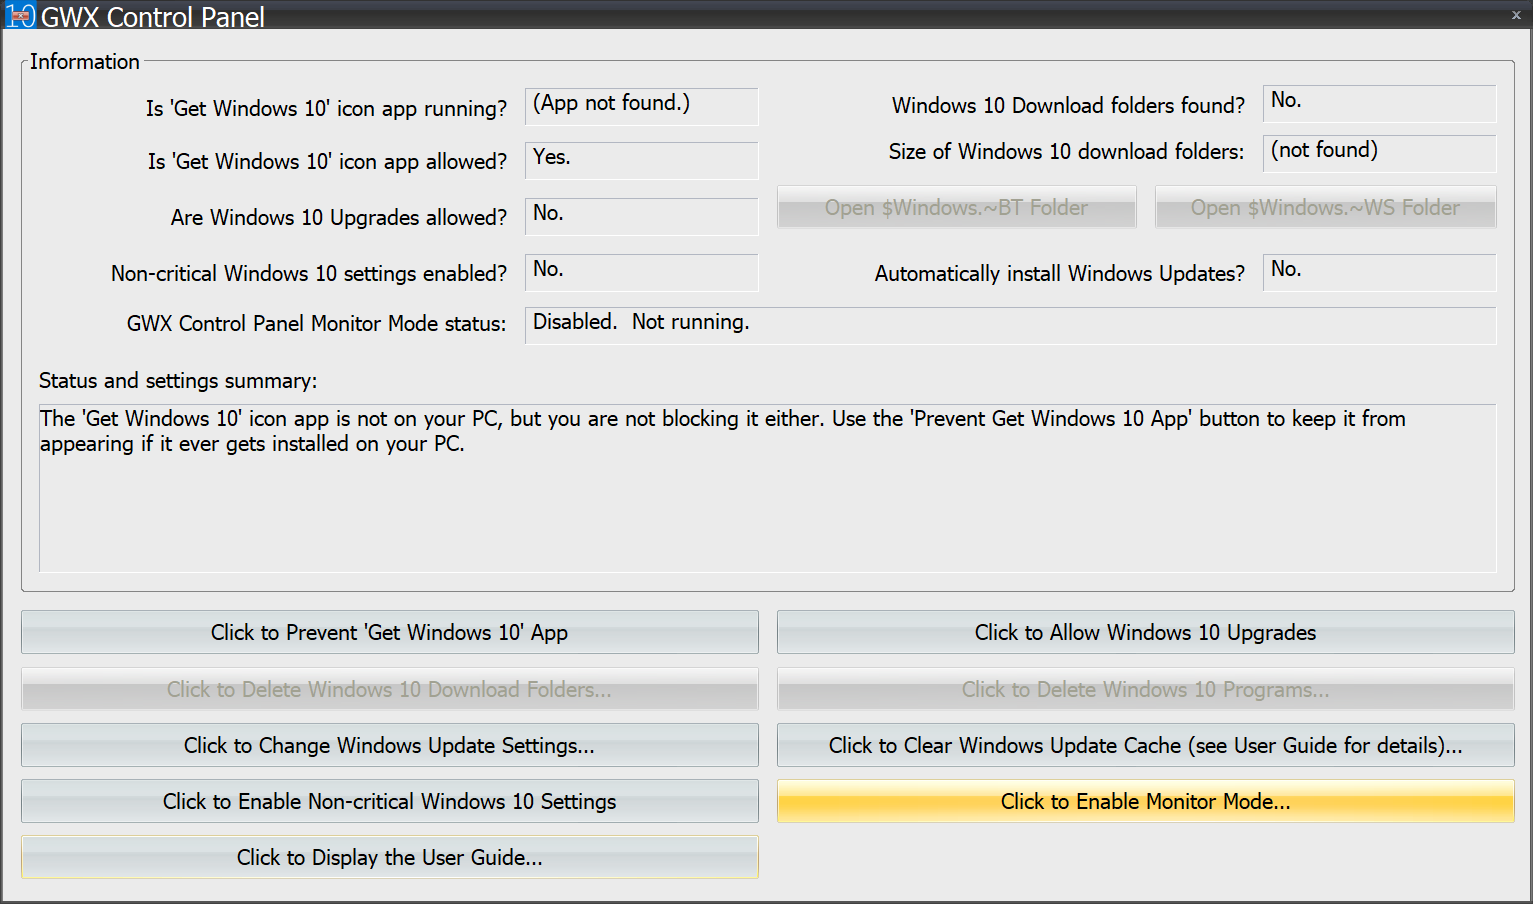 10 GWX Control Panel
x
Information
Is 'Get Windows 10' icon app running? (App not found.)
Windows 10 Download folders found? No.
Is 'Get Windows 10' icon app allowed? Yes.
Size of Windows 10 download folders: (not found)
Are Windows 10 Upgrades allowed? No.
Open $Windows.~BT Folder
Open $Windows.~WS Folder
Non-critical Windows 10 settings enabled? No.
Automatically install Windows Updates? No.
GWX Control Panel Monitor Mode status: Disabled.  Not running.
Status and settings summary:
The 'Get Windows 10' icon app is not on your PC, but you are not blocking it either. Use the 'Prevent Get Windows 10 App' button to keep it from
appearing if it ever gets installed on your PC.
Click to Prevent 'Get Windows 10' App
Click to Allow Windows 10 Upgrades
Click to Delete Windows 10 Download Folders...
Click to Delete Windows 10 Programs...
Click to Change Windows Update Settings...
Click to Clear Windows Update Cache (see User Guide for details)...
Click to Enable Non-critical Windows 10 Settings
Click to Enable Monitor Mode...
Click to Display the User Guide...